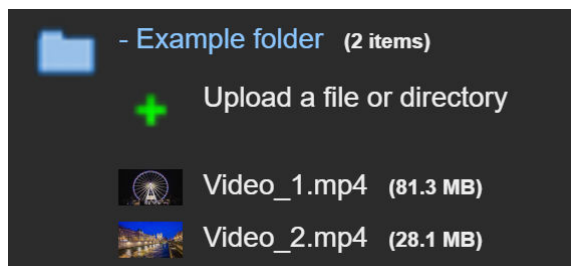 - Example folder (2 items)
Upload a file or directory
Video_1.mp4 (81.3 MB)
Video_2.mp4 (28.1 MB)